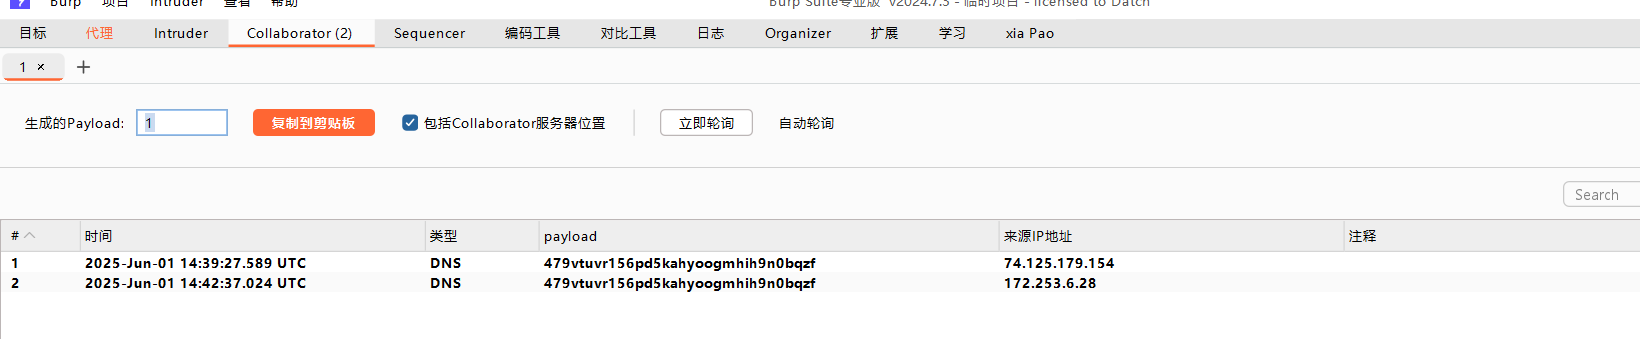 Burp 项目 Intruder 查看 帮助 Burp Suite专业版 v2024.7.5 - 临时项目 - licensed to Datch
目标 代理 Intruder Collaborator (2) Sequencer 编码工具 对比工具 日志 Organizer 扩展 学习 xia Pao
1 × +
生成的Payload: 1 复制到剪贴板 包括Collaborator服务器位置 立即轮询 自动轮询
Search
# 时间 类型 payload 来源IP地址 注释
1 2025-Jun-01 14:39:27.589 UTC DNS 479vtuvr156pd5kahyoogmhih9n0bqzf 74.125.179.154
2 2025-Jun-01 14:42:37.024 UTC DNS 479vtuvr156pd5kahyoogmhih9n0bqzf 172.253.6.28